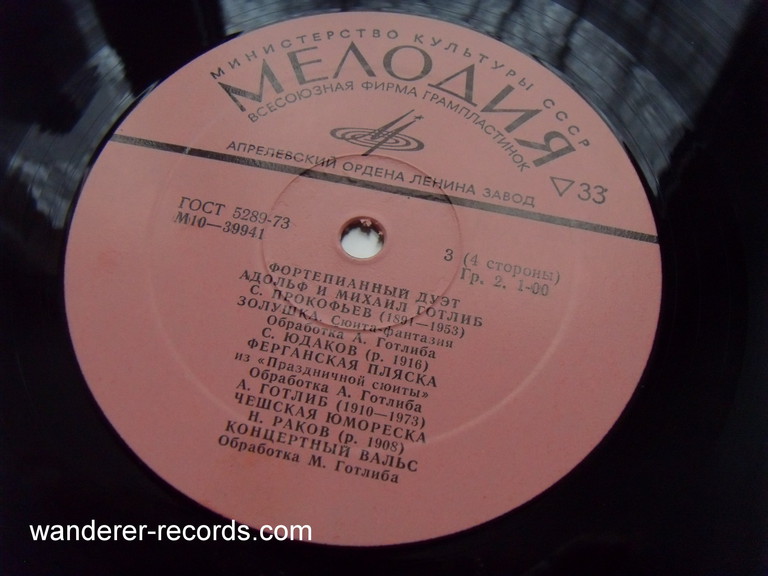 МИНИСТЕРСТВО КУЛЬТУРЫ СССР
МЕЛОДИЯ
ВСЕСОЮЗНАЯ ФИРМА ГРАМПЛАСТИНОК
АПРЕЛЕВСКИЙ ОРДЕНА ЛЕНИНА ЗАВОД
33
ГОСТ 5289-73
М10—39941
3 (4 стороны)
Гр. 2. 1-00
ФОРТЕПИАННЫЙ ДУЭТ
АДОЛЬФ И МИХАИЛ ГОТЛИБ
С. ПРОКОФЬЕВ (1891—1953)
ЗОЛУШКА. Сюита-фантазия
Обработка А. Готлиба
С. ЮДАКОВ (р. 1916)
ФЕРГАНСКАЯ ПЛЯСКА
из «Праздничной сюиты»
Обработка А. Готлиба
А. ГОТЛИБ (1910—1973)
ЧЕШСКАЯ ЮМОРЕСКА
Н. РАКОВ (р. 1908)
КОНЦЕРТНЫЙ ВАЛЬС
Обработка М. Готлиба
wanderer-records.com